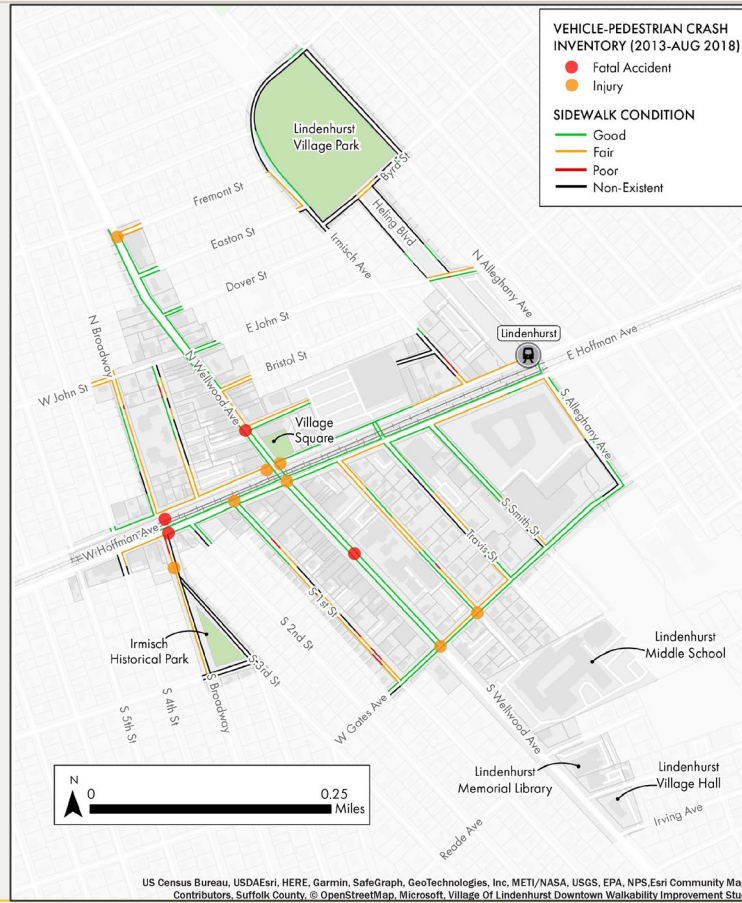 VEHICLE-PEDESTRIAN CRASH
INVENTORY (2013-AUG 2018)
Fatal Accident
Injury
SIDEWALK CONDITION
Good
Fair
Poor
Non-Existent
Lindenhurst
Village Park
Byrd St
Fremont St
Heling Blvd
Easton St
Irmisch Ave
N Alleghany Ave
Dover St
E John St
Lindenhurst
E Hoffman Ave
N Broadway
Bristol St
N Wellwood Ave
W John St
S Alleghany Ave
Village
Square
S Smith St
W Hoffman Ave
Travis St
S 1st St
S 2nd St
Irmisch
Historical Park
Lindenhurst
Middle School
S 3rd St
S 4th St
S Broadway
S 5th St
W Gates Ave
S Wellwood Ave
Lindenhurst
Memorial Library
Lindenhurst
Village Hall
N
0 0.25
Miles
Irving Ave
Reade Ave
US Census Bureau, USDAEsri, HERE, Garmin, SafeGraph, GeoTechnologies, Inc, METI/NASA, USGS, EPA, NPS,Esri Community Ma
Contributors, Suffolk County, © OpenStreetMap, Microsoft, Village Of Lindenhurst Downtown Walkability Improvement Stu